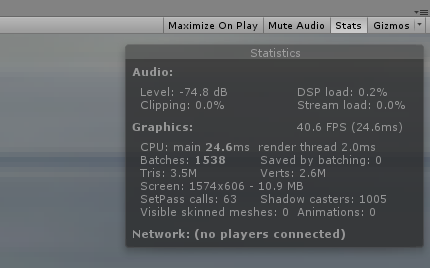 Maximize On Play Mute Audio Stats Gizmos
Statistics
Audio:
Level: -74.8 dB DSP load: 0.2%
Clipping: 0.0% Stream load: 0.0%
Graphics: 40.6 FPS (24.6ms)
CPU: main 24.6ms render thread 2.0ms
Batches: 1538 Saved by batching: 0
Tris: 3.5M Verts: 2.6M
Screen: 1574x606 - 10.9 MB
SetPass calls: 63 Shadow casters: 1005
Visible skinned meshes: 0 Animations: 0
Network: (no players connected)